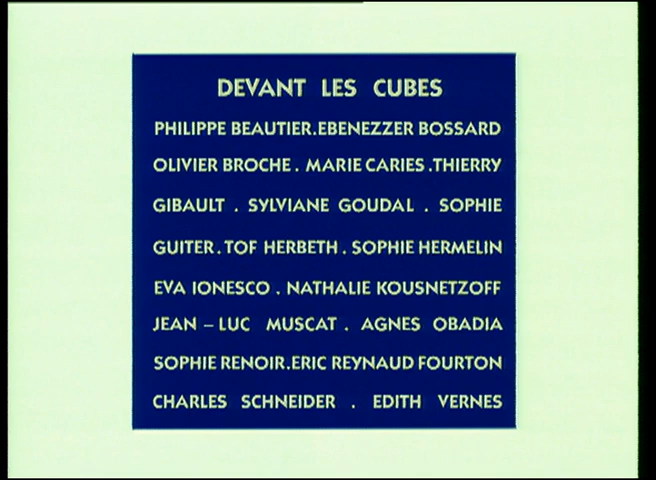 DEVANT LES CUBES
PHILIPPE BEAUTIER.EBENEZZER BOSSARD
OLIVIER BROCHE . MARIE CARIES .THIERRY
GIBAULT . SYLVIANE GOUDAL . SOPHIE
GUITER . TOF HERBETH . SOPHIE HERMELIN
EVA IONESCO . NATHALIE KOUSNETZOFF
JEAN – LUC MUSCAT . AGNES OBADIA
SOPHIE RENOIR.ERIC REYNAUD FOURTON
CHARLES SCHNEIDER . EDITH VERNES